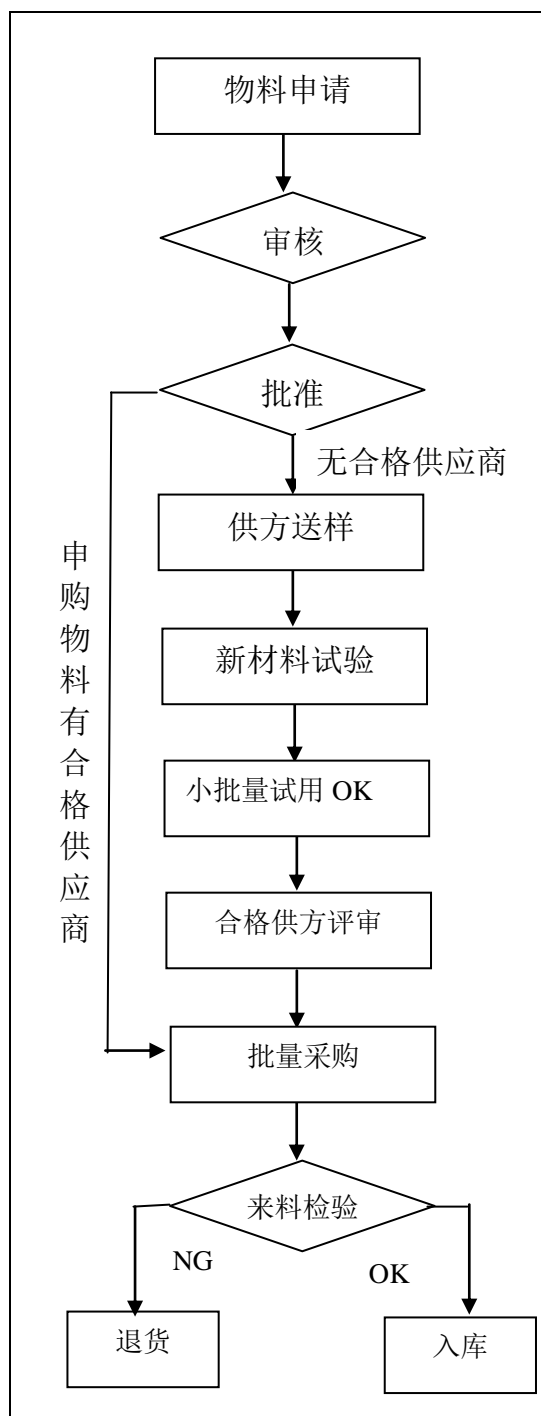 物料申请
审核
批准
无合格供应商
供方送样
申购物料有合格供应商
新材料试验
小批量试用 OK
合格供方评审
批量采购
来料检验
NG
OK
退货
入库